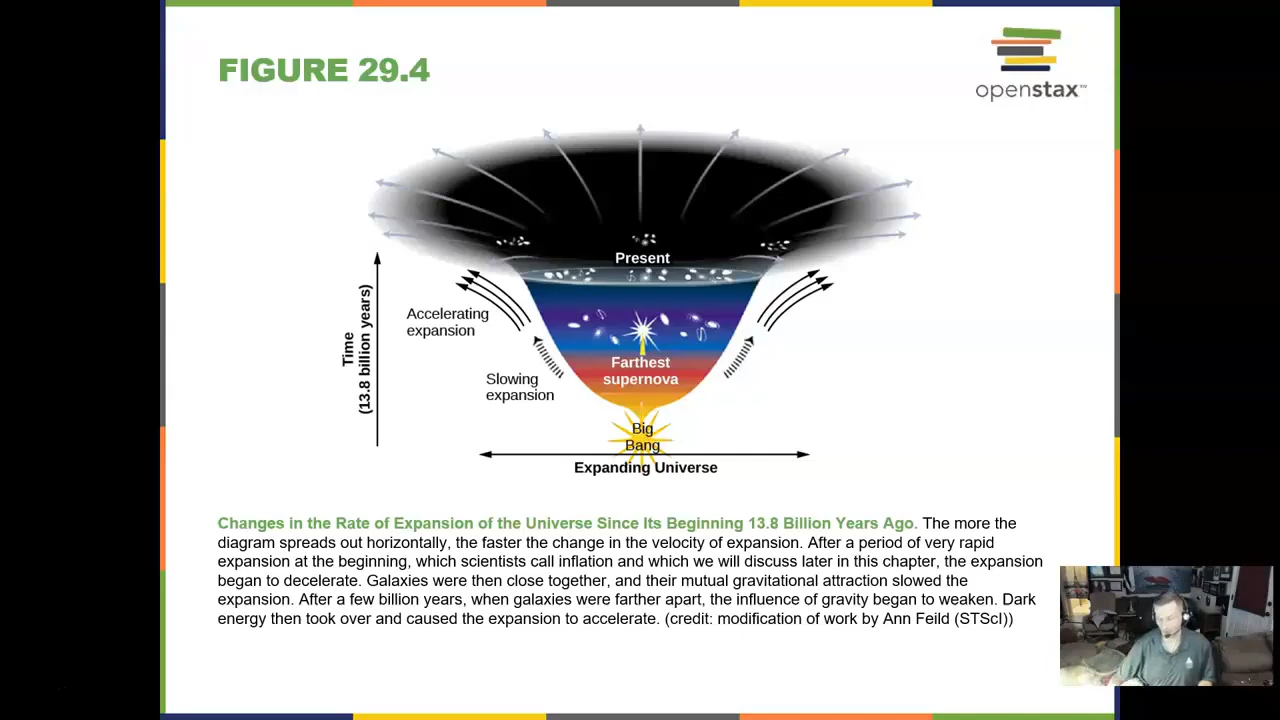 FIGURE 29.4
openstax™
Present
Accelerating
expansion
Time
(13.8 billion years)
Farthest
supernova
Slowing
expansion
Big
Bang
Expanding Universe
Changes in the Rate of Expansion of the Universe Since Its Beginning 13.8 Billion Years Ago. The more the
diagram spreads out horizontally, the faster the change in the velocity of expansion. After a period of very rapid
expansion at the beginning, which scientists call inflation and which we will discuss later in this chapter, the expansion
began to decelerate. Galaxies were then close together, and their mutual gravitational attraction slowed the
expansion. After a few billion years, when galaxies were farther apart, the influence of gravity began to weaken. Dark
energy then took over and caused the expansion to accelerate. (credit: modification of work by Ann Feild (STScI))